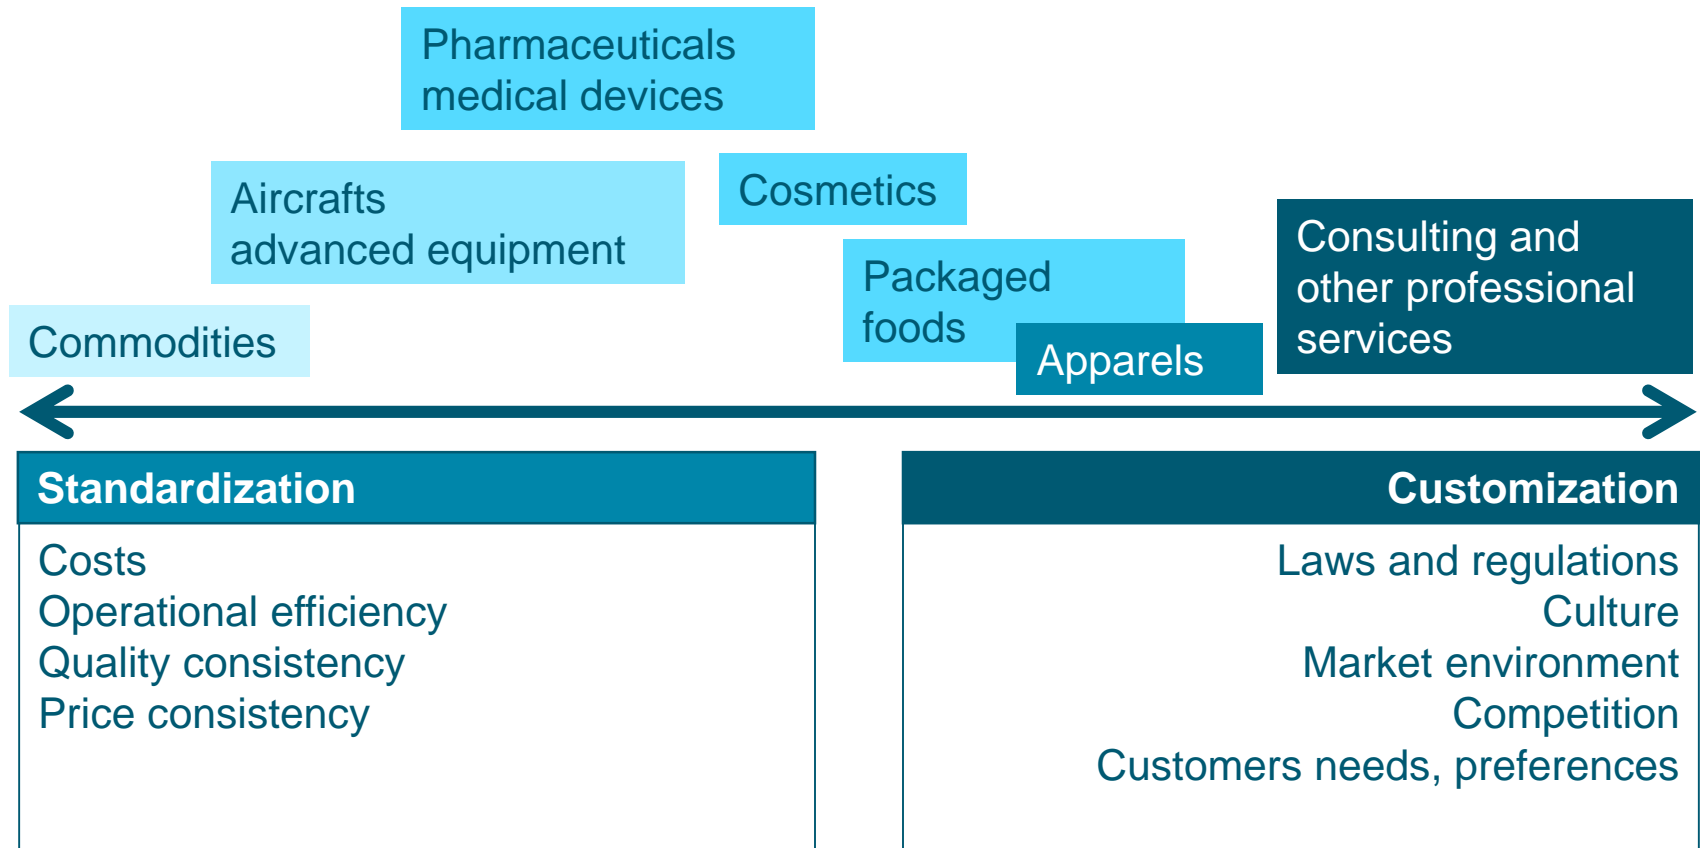 Pharmaceuticals
medical devices
Aircrafts
advanced equipment
Cosmetics
Consulting and
other professional
services
Packaged
foods
Commodities
Apparels
Standardization
Costs
Operational efficiency
Quality consistency
Price consistency
Customization
Laws and regulations
Culture
Market environment
Competition
Customers needs, preferences